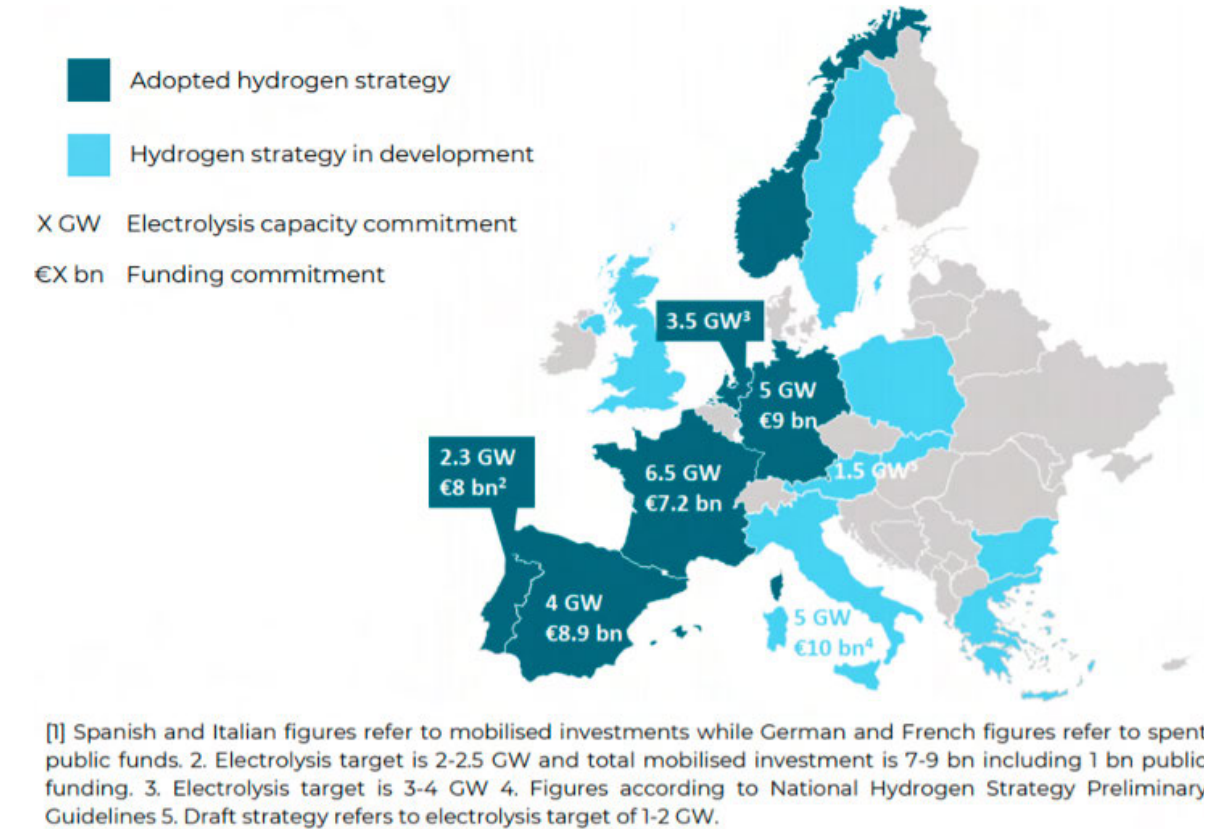 Adopted hydrogen strategy
Hydrogen strategy in development
X GW Electrolysis capacity commitment
€X bn Funding commitment
3.5 GW³
5 GW
€9 bn
2.3 GW
€8 bn²
6.5 GW
€7.2 bn
1.5 GW⁵
4 GW
€8.9 bn
5 GW
€10 bn⁴
[1] Spanish and Italian figures refer to mobilised investments while German and French figures refer to spent
public funds. 2. Electrolysis target is 2-2.5 GW and total mobilised investment is 7-9 bn including 1 bn public
funding. 3. Electrolysis target is 3-4 GW 4. Figures according to National Hydrogen Strategy Preliminary
Guidelines 5. Draft strategy refers to electrolysis target of 1-2 GW.